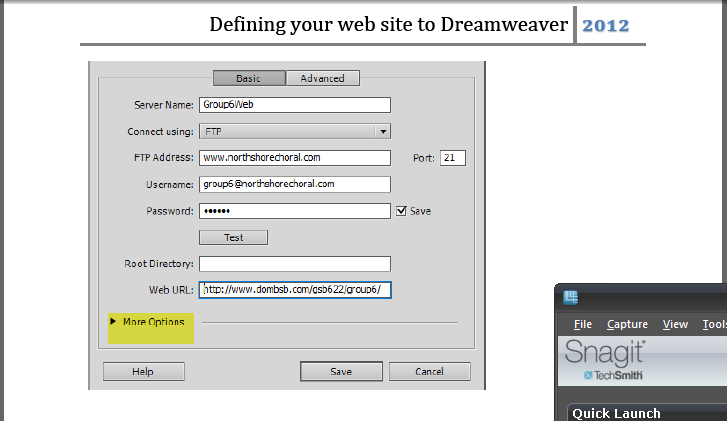 Defining your web site to Dreamweaver 2012
Basic Advanced
Server Name: Group6Web
Connect using: FTP
FTP Address: www.northshorechoral.com Port: 21
Username: group6@northshorechoral.com
Password: •••••• Save
Test
Root Directory:
Web URL: http://www.dombsb.com/gsb622/group6/
More Options
Help Save Cancel
File Capture View Tools
Snagit
TechSmith
Quick Launch